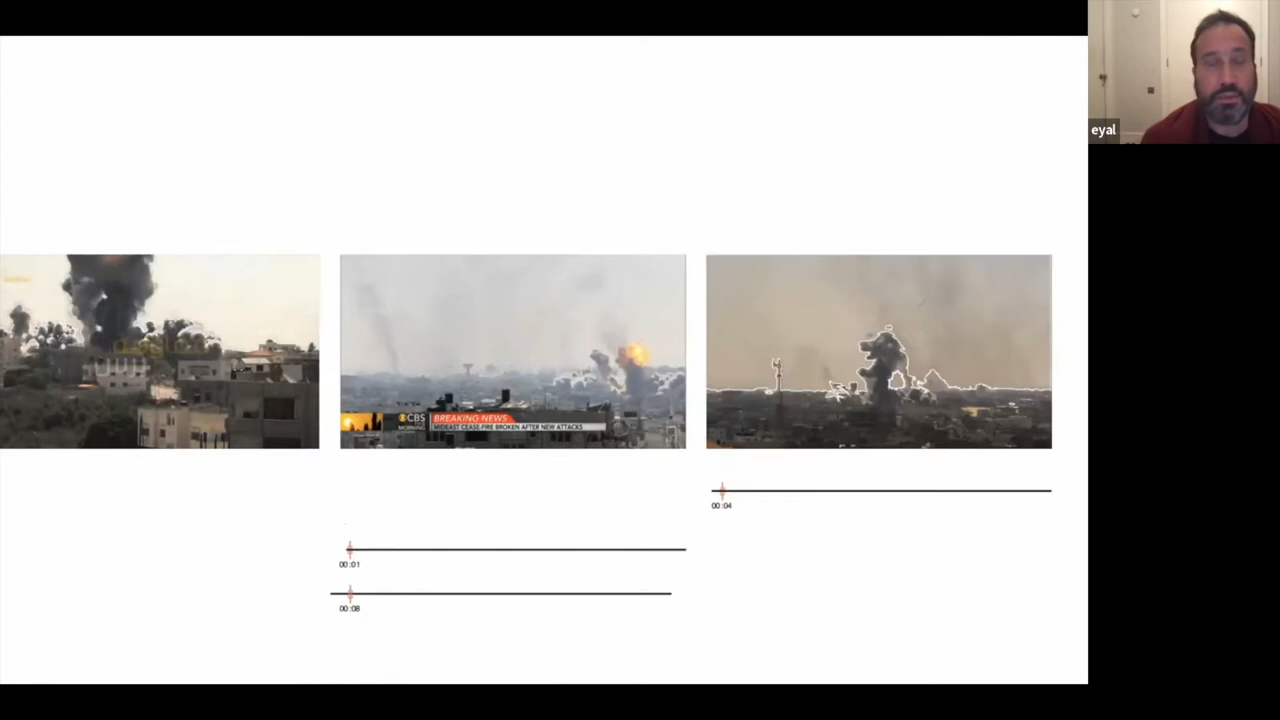 eyal
CBS
MORNING
BREAKING NEWS
MIDEAST CEASE-FIRE BROKEN AFTER NEW ATTACKS
00:04
00:01
00:08